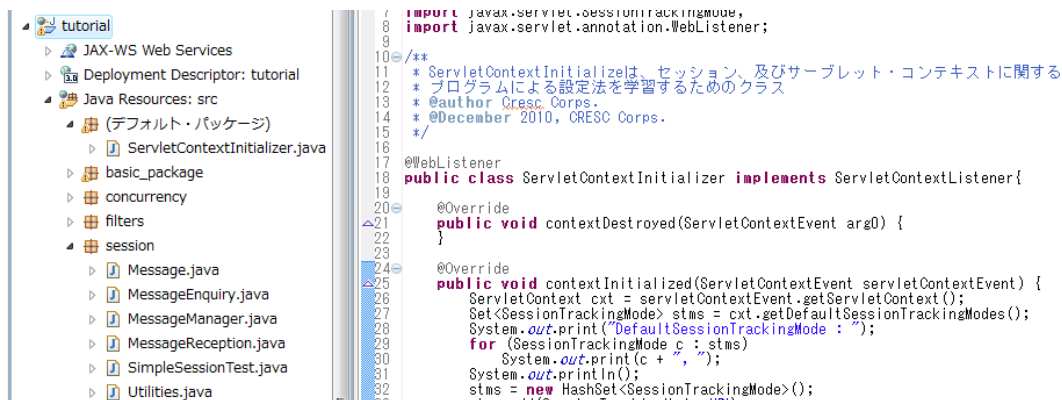 tutorial
JAX-WS Web Services
Deployment Descriptor: tutorial
Java Resources: src
(デフォルト・パッケージ)
ServletContextInitializer.java
basic_package
concurrency
filters
session
Message.java
MessageEnquiry.java
MessageManager.java
MessageReception.java
SimpleSessionTest.java
Utilities.java
7 import javax.servlet.SessionTrackingMode;
8 import javax.servlet.annotation.WebListener;
9
10 /**
11 * ServletContextInitializeは、セッション、及びサーブレット・コンテキストに関する
12 * プログラムによる設定法を学習するためのクラス
13 * @author Cresc Corps.
14 * @December 2010, CRESC Corps.
15 */
16
17 @WebListener
18 public class ServletContextInitializer implements ServletContextListener{
19
20 @Override
21 public void contextDestroyed(ServletContextEvent arg0) {
22 }
23
24 @Override
25 public void contextInitialized(ServletContextEvent servletContextEvent) {
26 ServletContext cxt = servletContextEvent.getServletContext();
27 Set<SessionTrackingMode> stms = cxt.getDefaultSessionTrackingModes();
28 System.out.print("DefaultSessionTrackingMode : ");
29 for (SessionTrackingMode c : stms)
30 System.out.print(c + ", ");
31 System.out.println();
32 stms = new HashSet<SessionTrackingMode>();